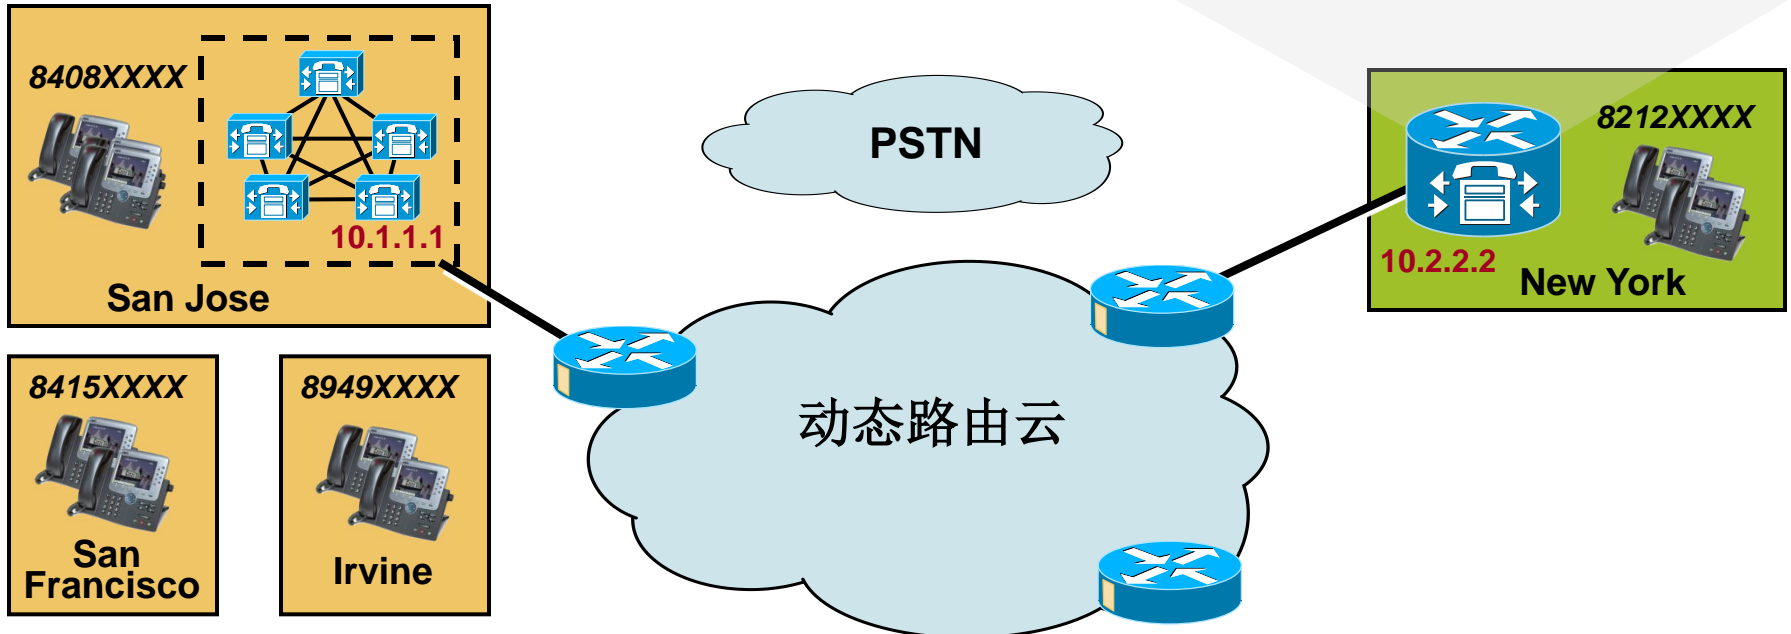 8408XXXX
10.1.1.1
San Jose
PSTN
8212XXXX
10.2.2.2
New York
8415XXXX
San
Francisco
8949XXXX
Irvine
动态路由云